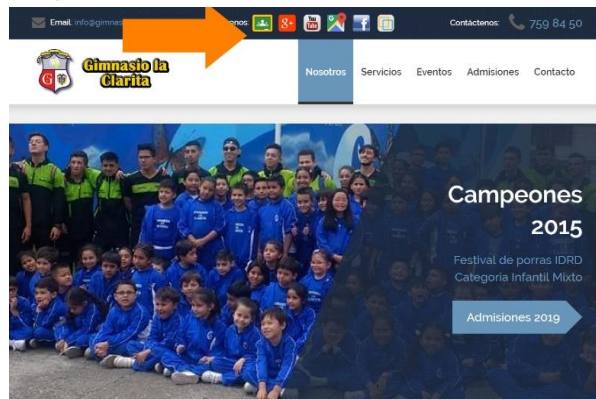 Email: info@gimnas
onos:
Contáctenos: 759 84 50
Gimnasio la
Clarita
Nosotros Servicios Eventos Admisiones Contacto
Campeones
2015
Festival de porras IDRD
Categoria Infantil Mixto
Admisiones 2019